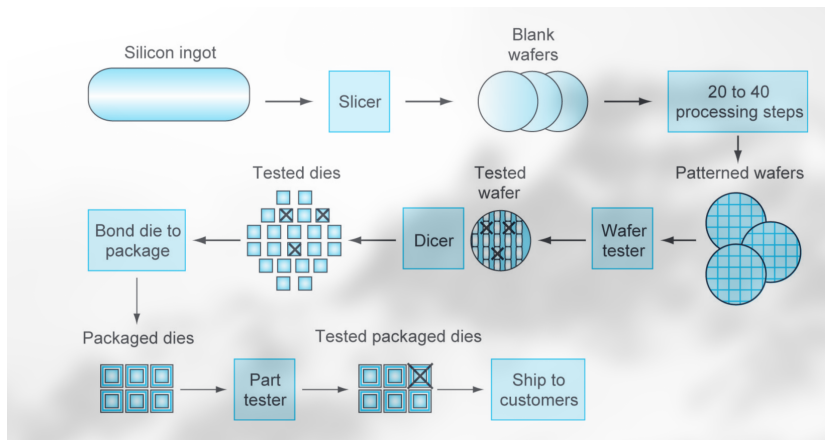 Silicon ingot
Slicer
Blank
wafers
20 to 40
processing steps
Patterned wafers
Wafer
tester
Tested
wafer
Dicer
Tested dies
Bond die to
package
Packaged dies
Part
tester
Tested packaged dies
Ship to
customers